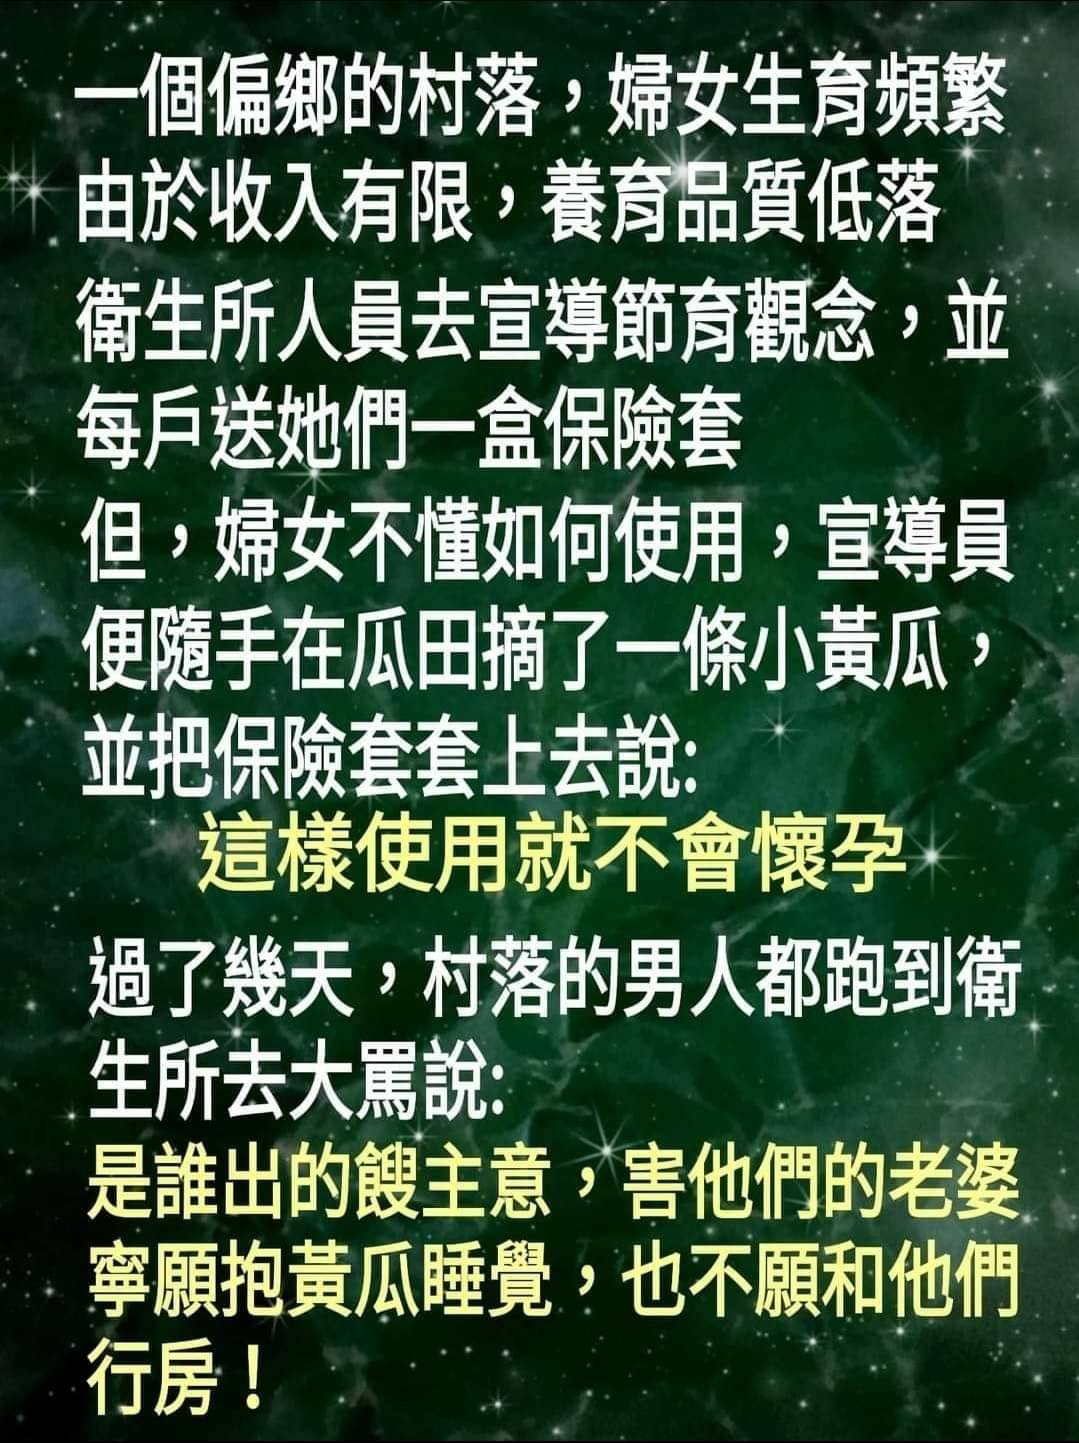 一個偏鄉的村落，婦女生育頻繁
由於收入有限，養育品質低落
衛生所人員去宣導節育觀念，並
每戶送她們一盒保險套
但，婦女不懂如何使用，宣導員
便隨手在瓜田摘了一條小黃瓜，
並把保險套套上去說:
這樣使用就不會懷孕
過了幾天，村落的男人都跑到衛
生所去大罵說:
是誰出的餿主意，害他們的老婆
寧願抱黃瓜睡覺，也不願和他們
行房！